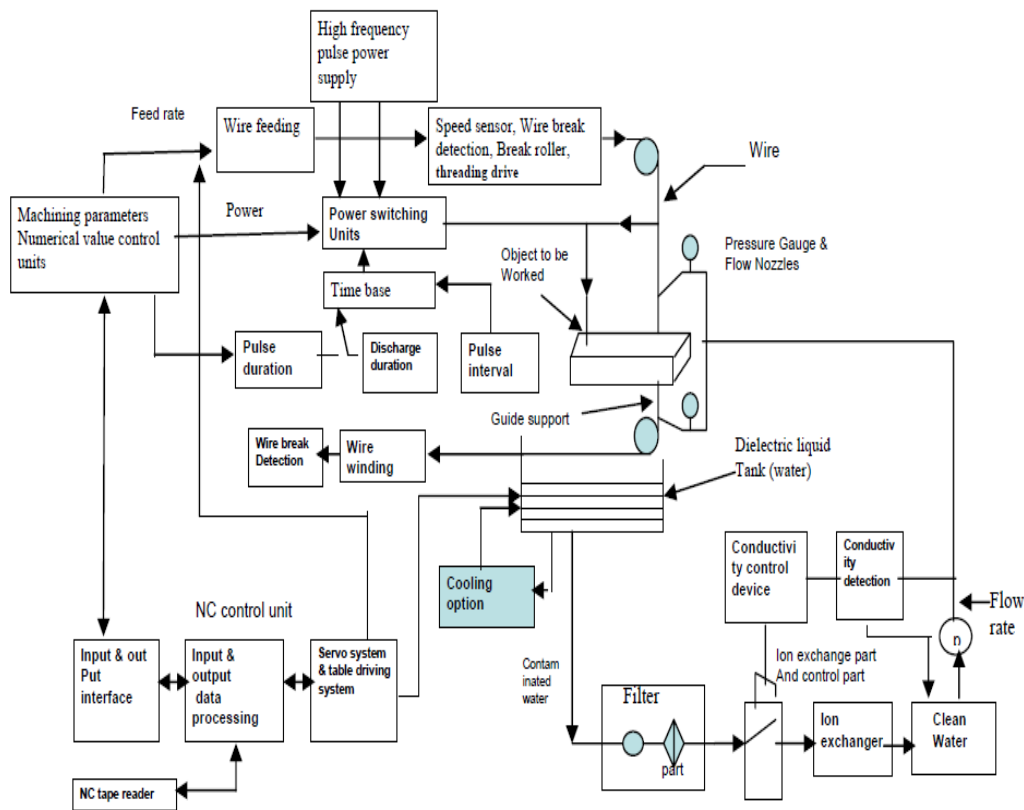 High frequency
pulse power
supply
Feed rate
Wire feeding
Speed sensor, Wire break
detection, Break roller,
threading drive
Wire
Machining parameters
Numerical value control
units
Power
Power switching
Units
Object to be
Worked
Pressure Gauge &
Flow Nozzles
Time base
Pulse
duration
Discharge
duration
Pulse
interval
Guide support
Wire break
Detection
Wire
winding
Dielectric liquid
Tank (water)
Cooling
option
Conductivi
ty control
device
Conductiv
ity
detection
Flow
rate
NC control unit
Input & out
Put
interface
Input &
output
data
processing
Servo system
& table driving
system
Contam
inated
water
Filter
part
Ion exchange part
And control part
Ion
exchanger
Clean
Water
p
NC tape reader